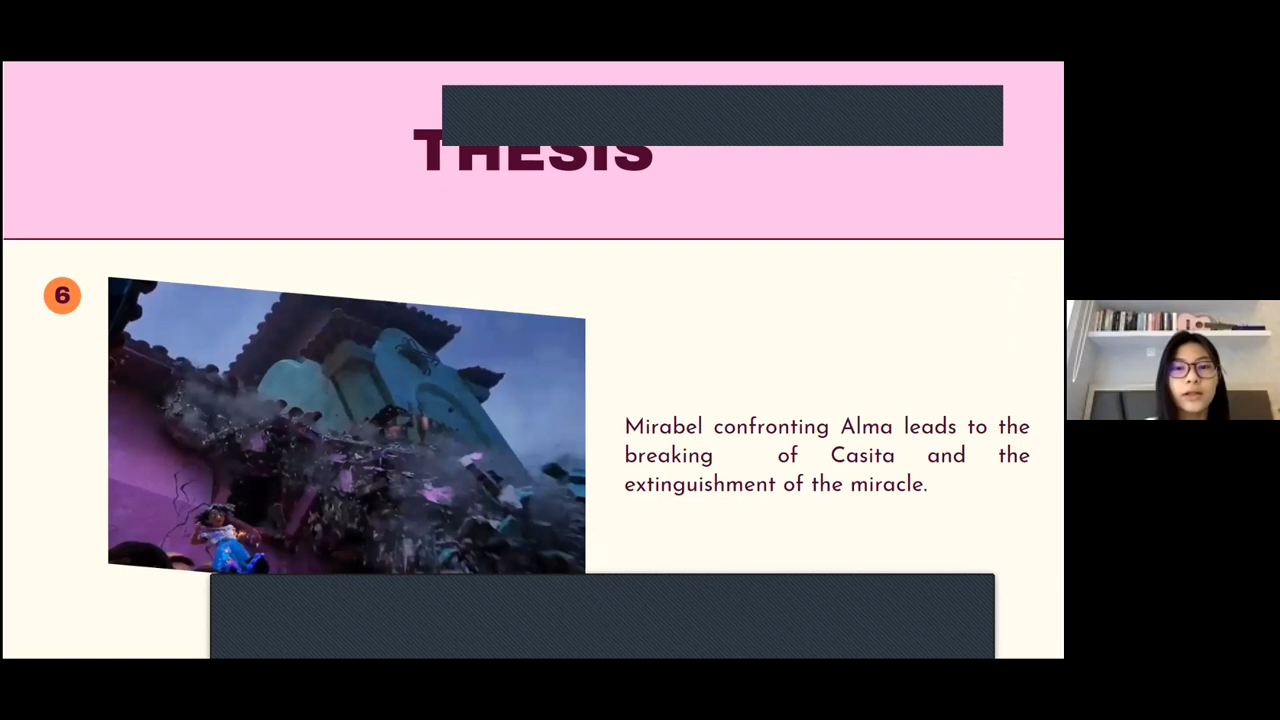 THESIS
6
Mirabel confronting Alma leads to the
breaking of Casita and the
extinguishment of the miracle.